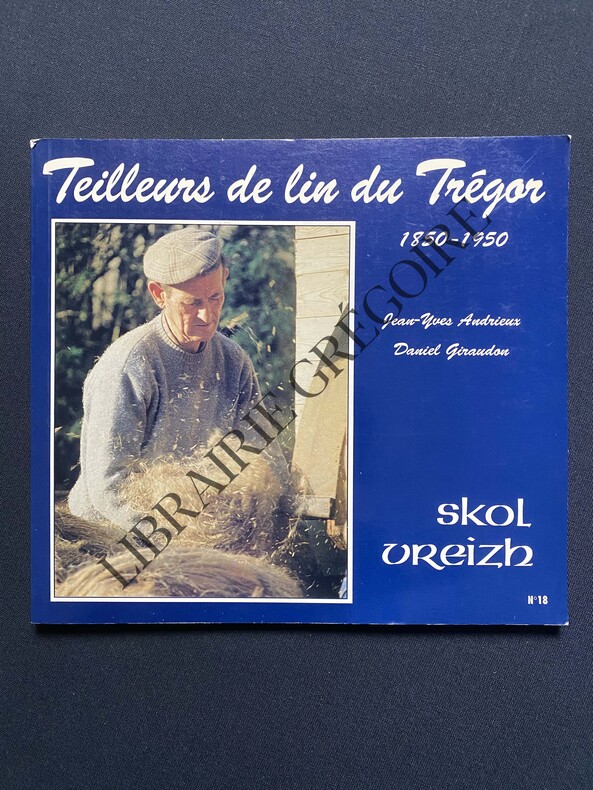 Teilleurs de lin du Trégor
1850-1950
Jean-Yves Andrieux
Daniel Giraudon
skol
vreizh
N°18
LIBRAIRIE GRÉGOIRE